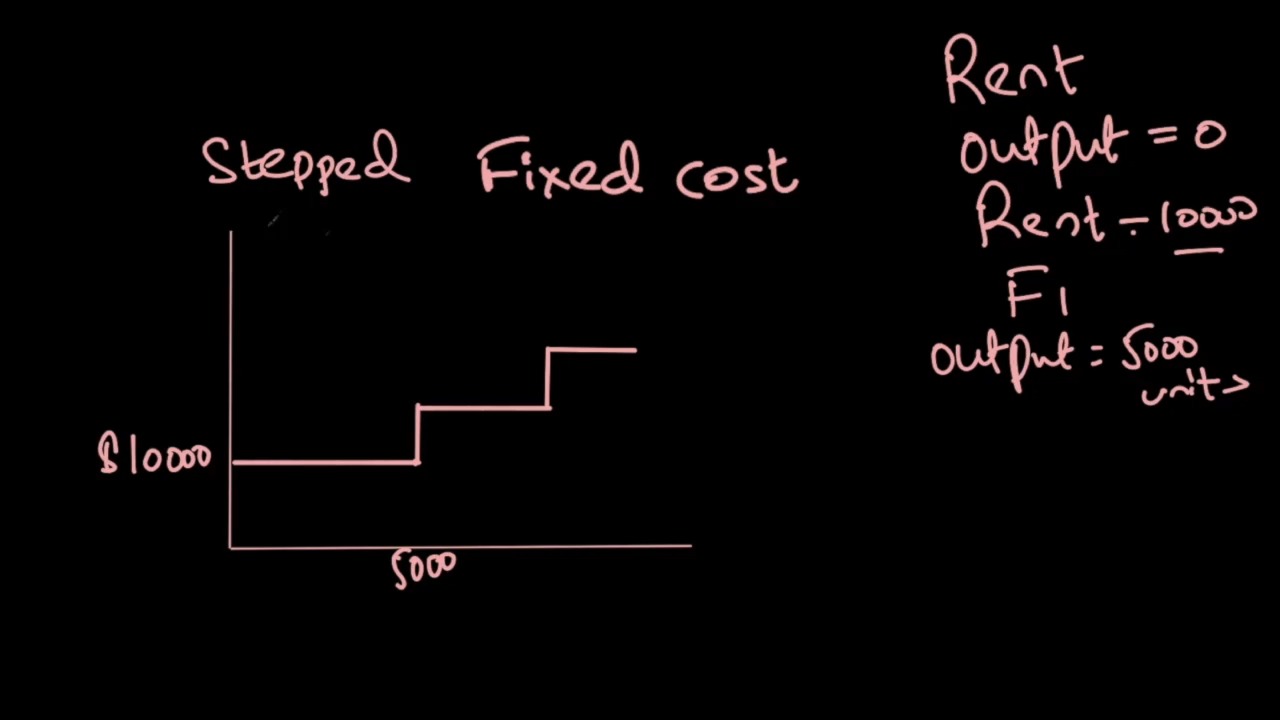 Stepped Fixed cost
$10000
5000
Rent
output = 0
Rent - 10000
F1
output = 5000
units